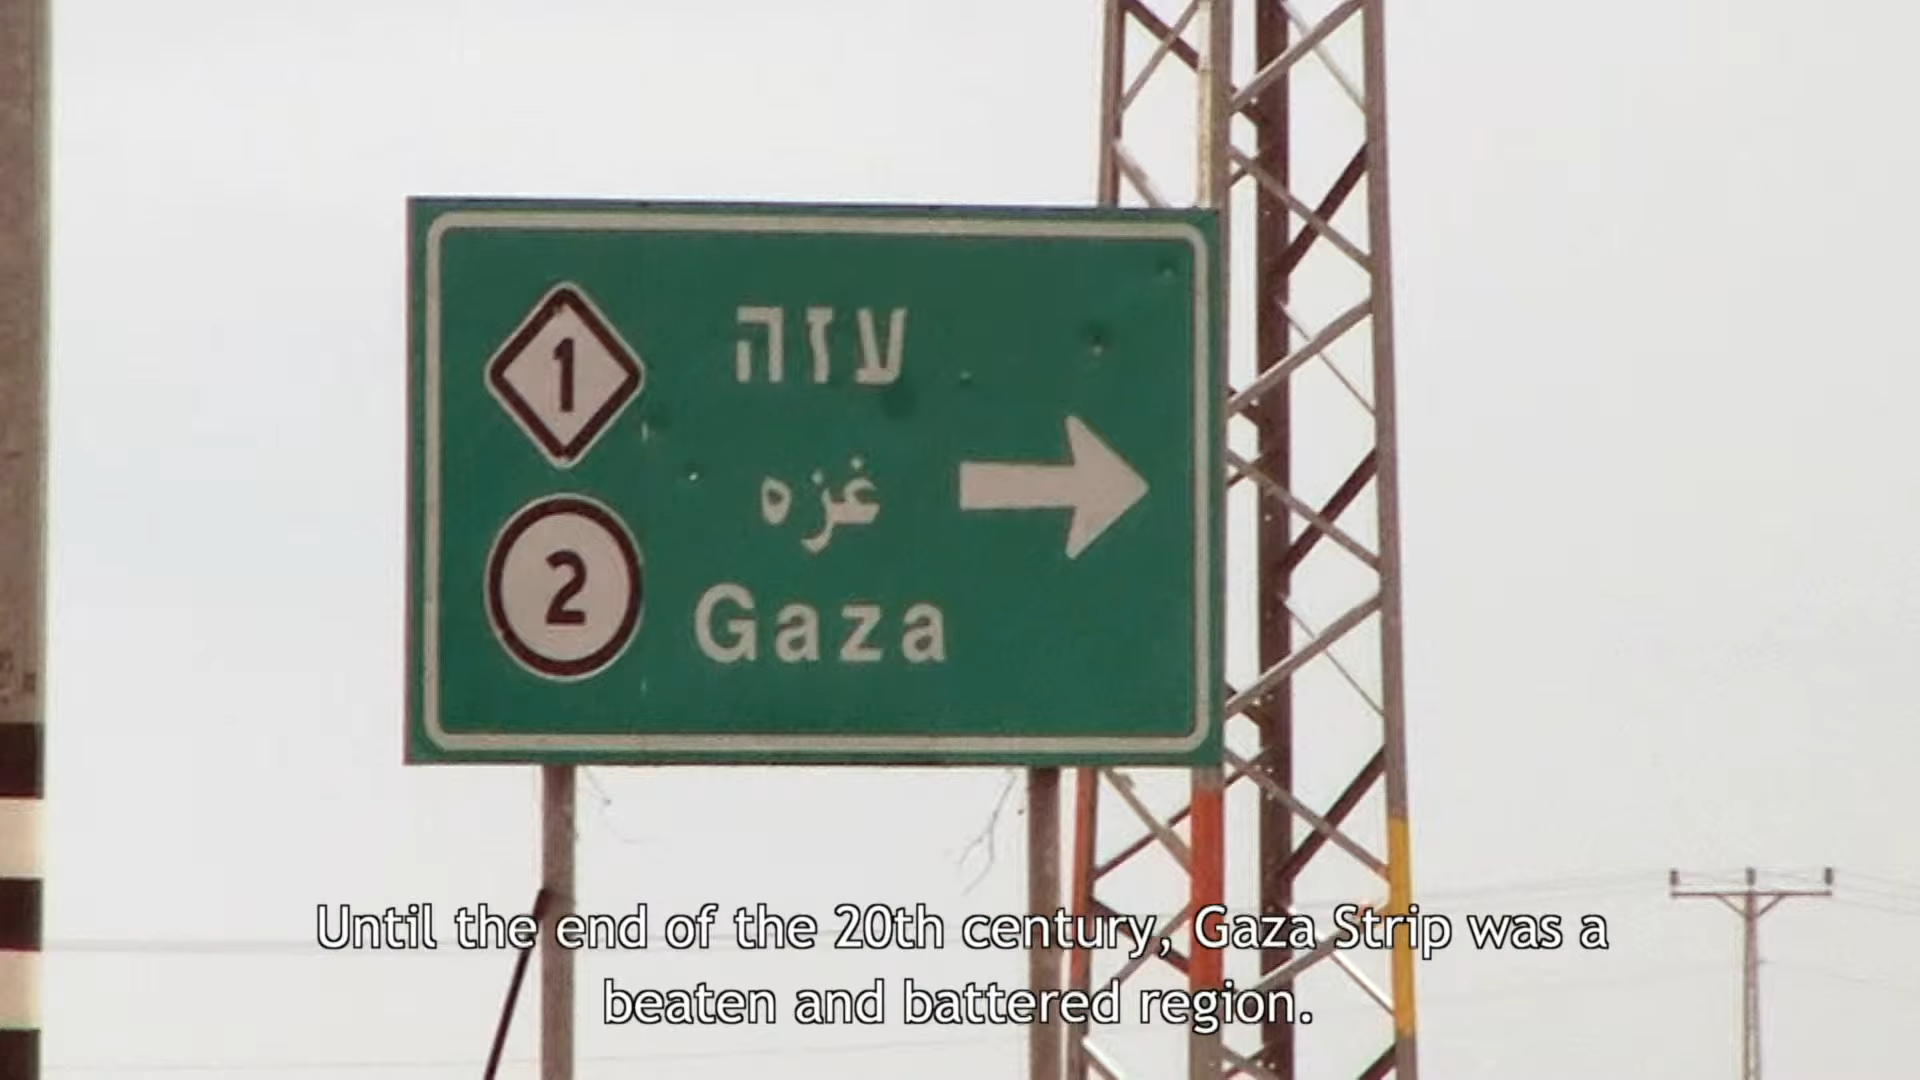 1
עזה
غزه
2
Gaza
Until the end of the 20th century, Gaza Strip was a
beaten and battered region.